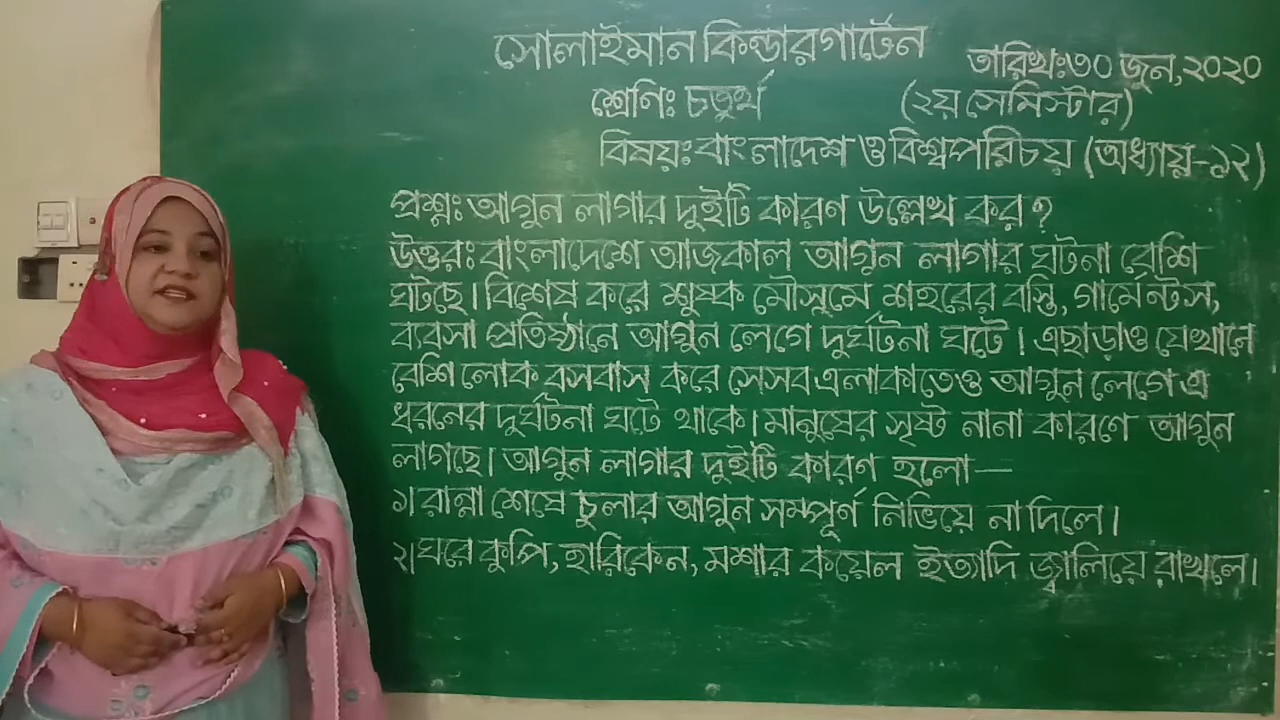 সোলাইমান কিন্ডারগার্টেন
তারিখঃ৩০ জুন,২০২০
শ্রেণিঃ চতুর্থ (২য় সেমিস্টার)
বিষয়ঃ বাংলাদেশ ও বিশ্বপরিচয় (অধ্যায়-১২)
প্রশ্নঃ আগুন লাগার দুইটি কারণ উল্লেখ কর?
উত্তরঃ বাংলাদেশে আজকাল আগুন লাগার ঘটনা বেশি
ঘটছে। বিশেষ করে শুষ্ক মৌসুমে শহরের বস্তি, গার্মেন্টস,
ব্যবসা প্রতিষ্ঠানে আগুন লেগে দুর্ঘটনা ঘটে। এছাড়াও যেখানে
বেশি লোক বসবাস করে সেসব এলাকাতেও আগুন লেগে এ
ধরনের দুর্ঘটনা ঘটে থাকে। মানুষের সৃষ্ট নানা কারণে আগুন
লাগছে। আগুন লাগার দুইটি কারণ হলো—
১। রান্না শেষে চুলার আগুন সম্পূর্ণ নিভিয়ে না দিলে।
২। ঘরে কুপি, হারিকেন, মশার কয়েল ইত্যাদি জ্বালিয়ে রাখলে।